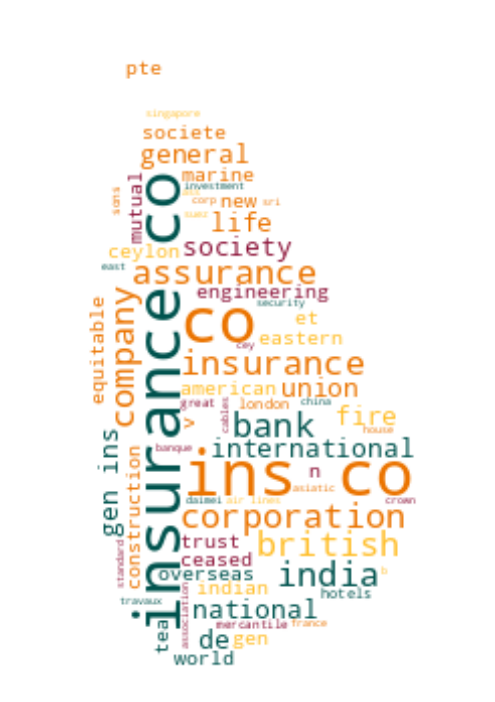 pte
singapore
societe
general
marine
mutual
investment
sons
corp
new
sri
suez
life
society
ceylon
east
assurance
engineering
security
equitable
company
insurance co
co
et
eastern
cey
insurance
american
union
great
cables
london
china
fire
v
bank
house
gen ins
banque
international
ins co
n
asiatic
daimei
air lines
crown
construction
corporation
standard
trust
british
ceased
overseas
india
b
indian
hotels
travaux
association
national
tea
mercantile
france
de
gen
world